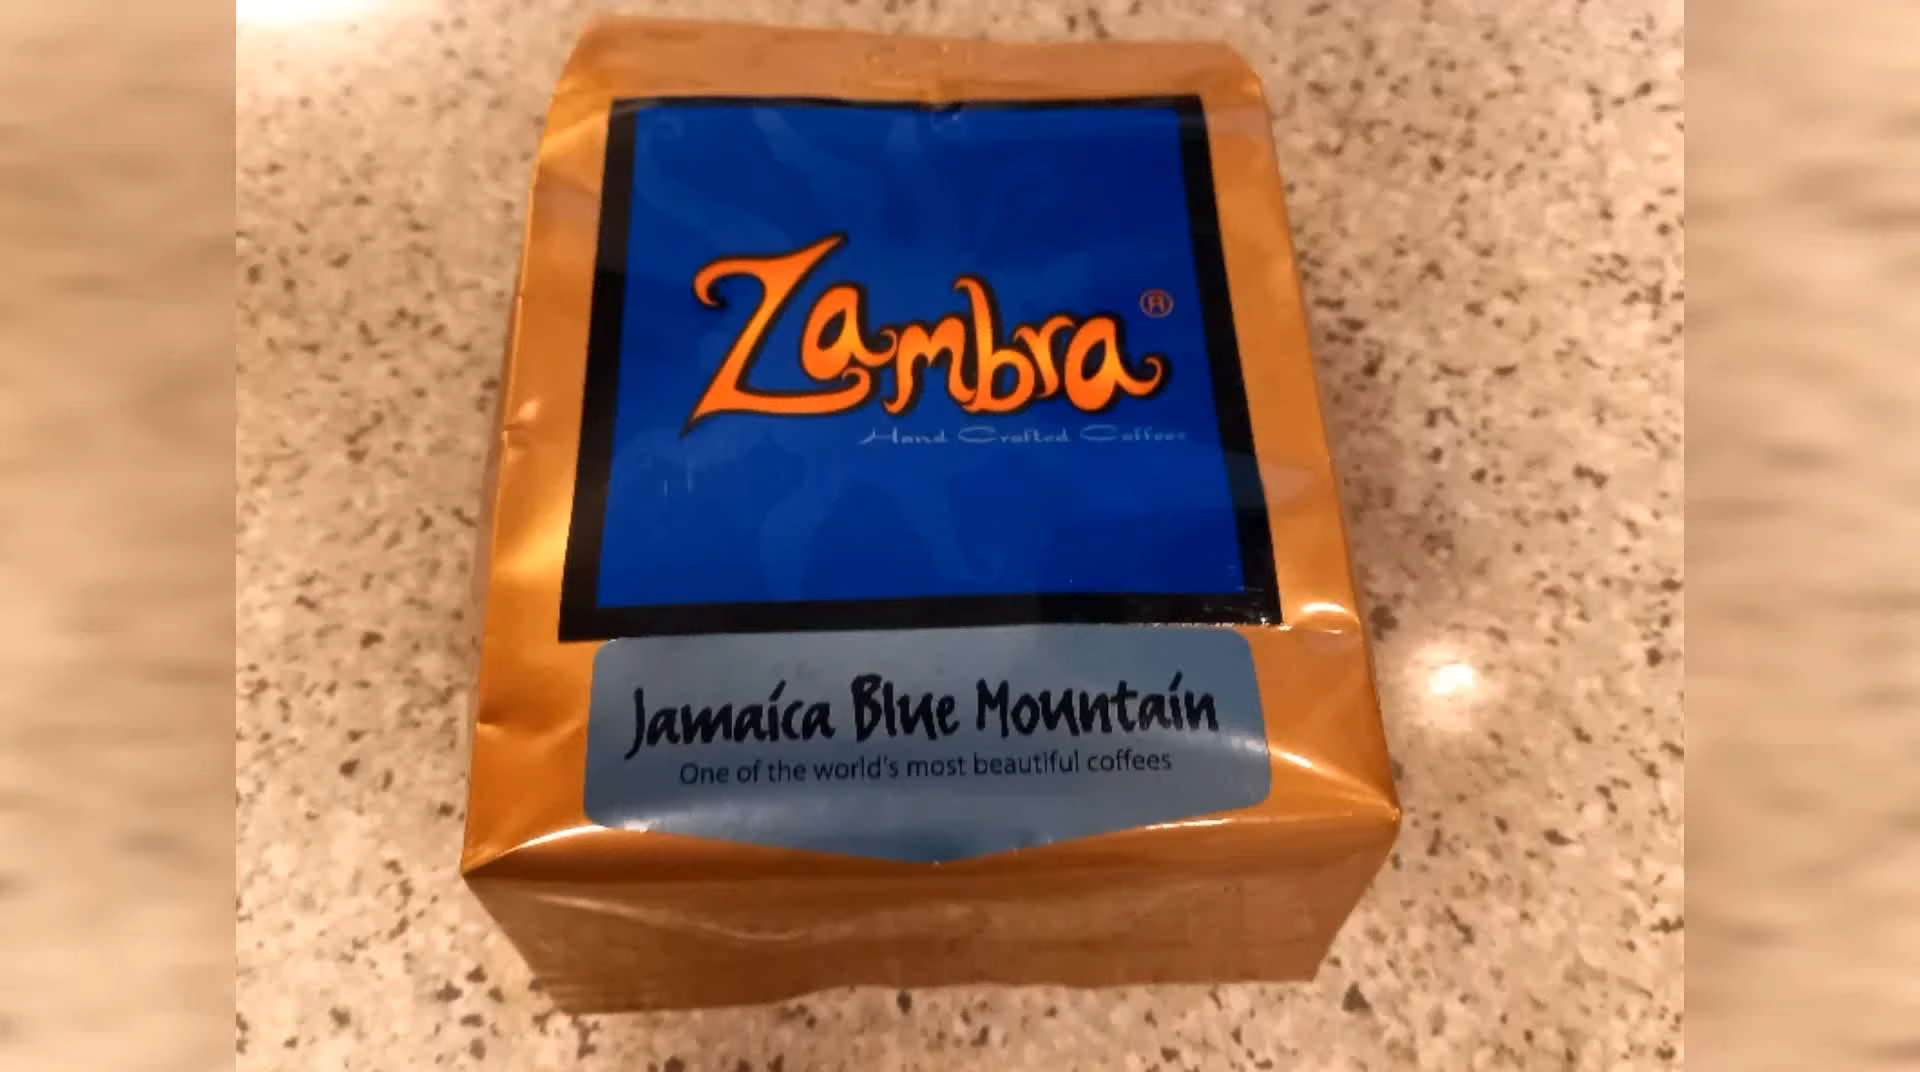 Zambra®
Hand Crafted Coffees
Jamaica Blue Mountain
One of the world's most beautiful coffees